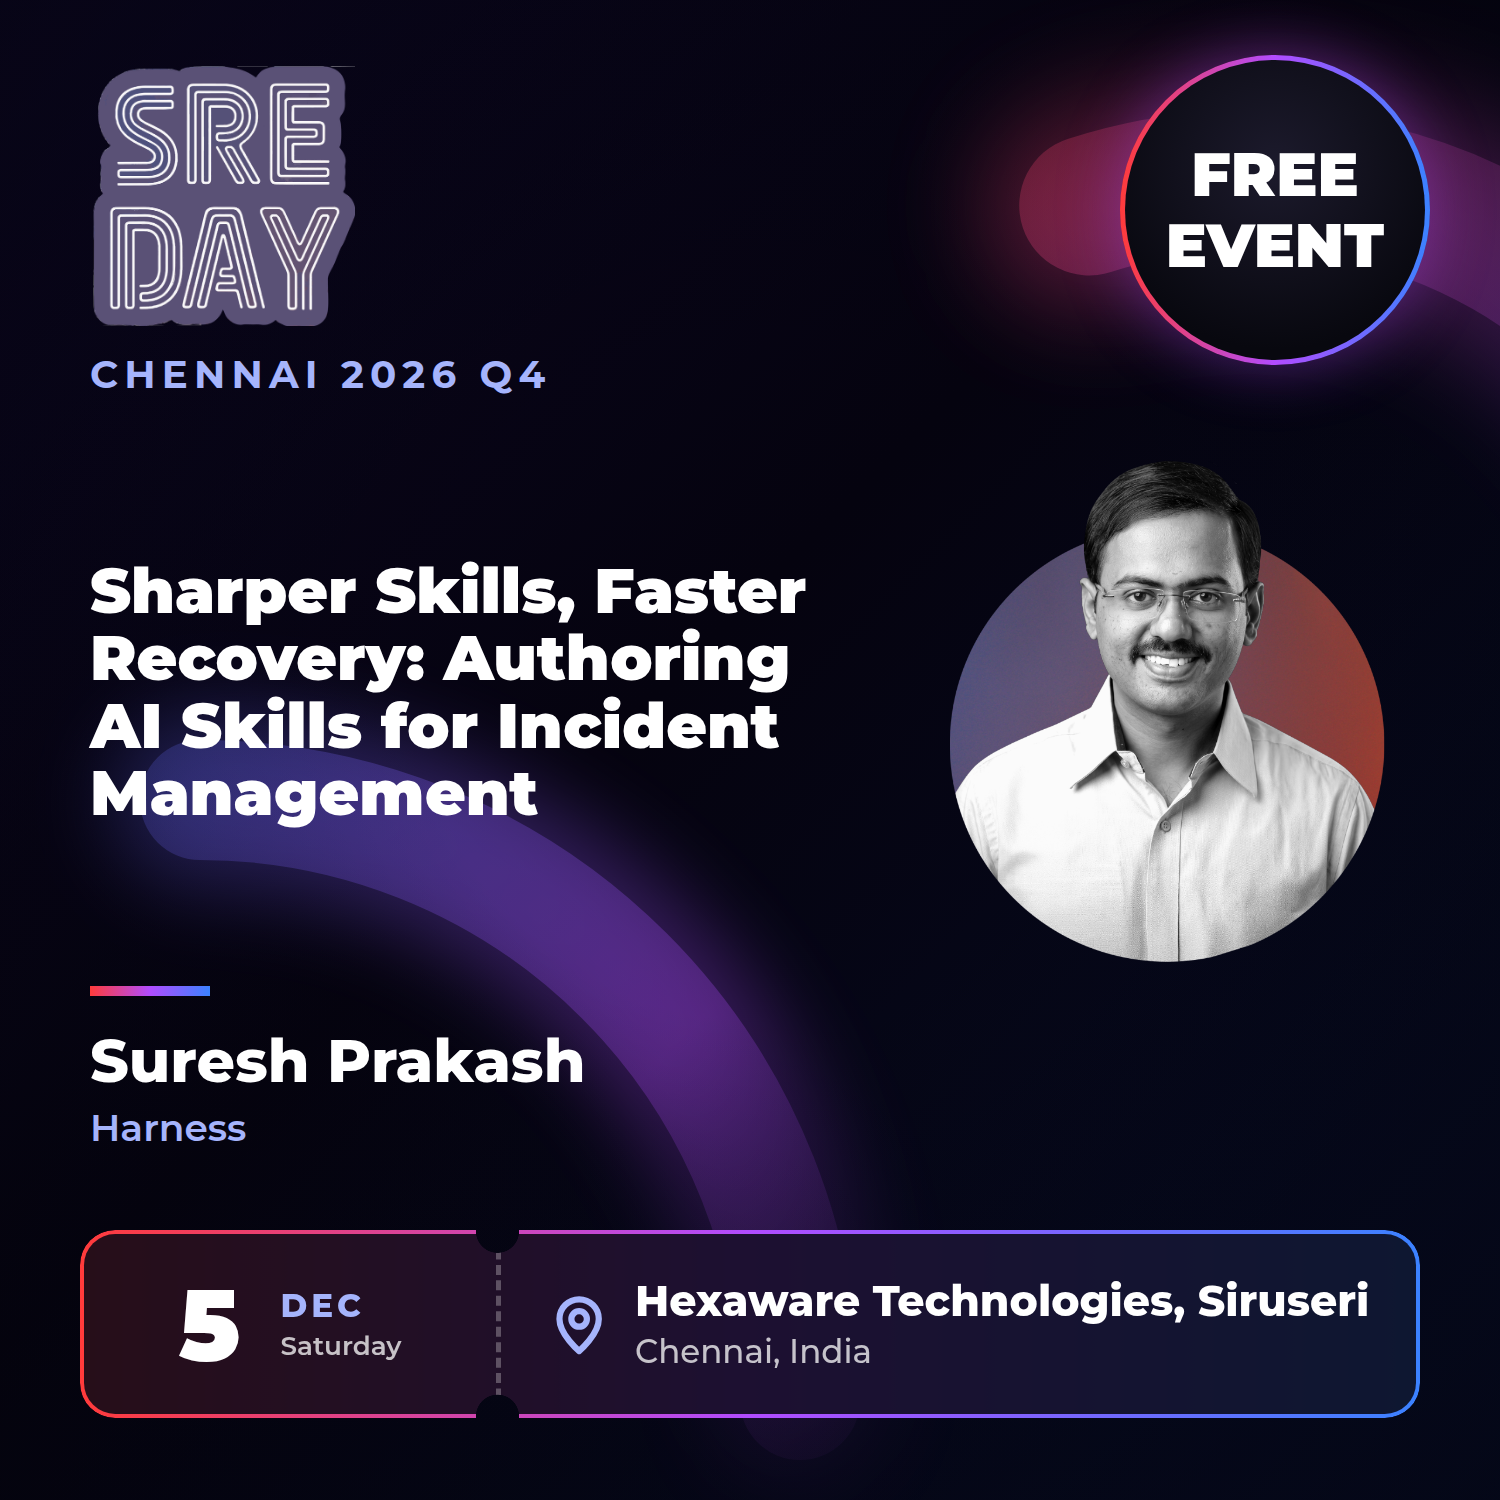 SRE
DAY
CHENNAI 2026 Q4
FREE
EVENT
Sharper Skills, Faster
Recovery: Authoring
AI Skills for Incident
Management
Suresh Prakash
Harness
5
DEC
Saturday
Hexaware Technologies, Siruseri
Chennai, India